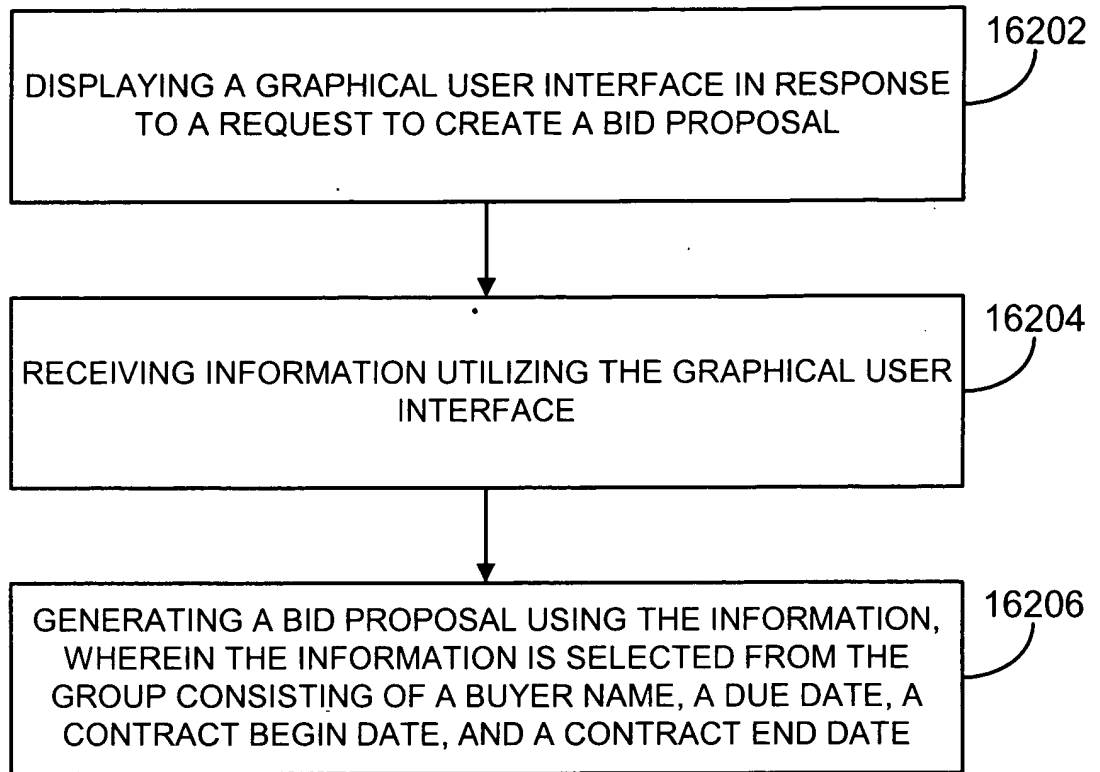 16202
DISPLAYING A GRAPHICAL USER INTERFACE IN RESPONSE
TO A REQUEST TO CREATE A BID PROPOSAL
16204
RECEIVING INFORMATION UTILIZING THE GRAPHICAL USER
INTERFACE
16206
GENERATING A BID PROPOSAL USING THE INFORMATION,
WHEREIN THE INFORMATION IS SELECTED FROM THE
GROUP CONSISTING OF A BUYER NAME, A DUE DATE, A
CONTRACT BEGIN DATE, AND A CONTRACT END DATE